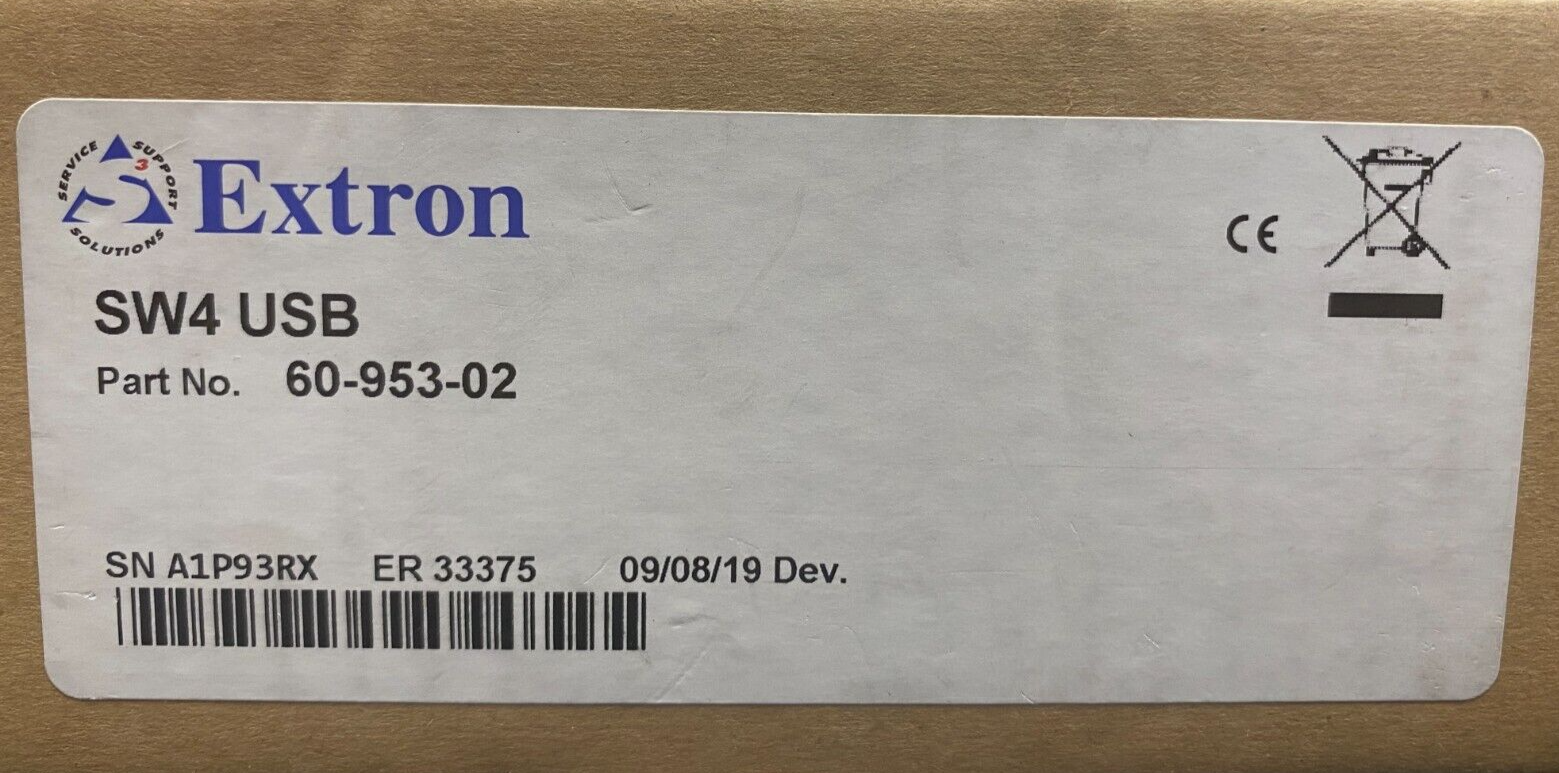 SERVICE SUPPORT SOLUTIONS
S3 Extron
CE
SW4 USB
Part No. 60-953-02
SN A1P93RX ER 33375 09/08/19 Dev.